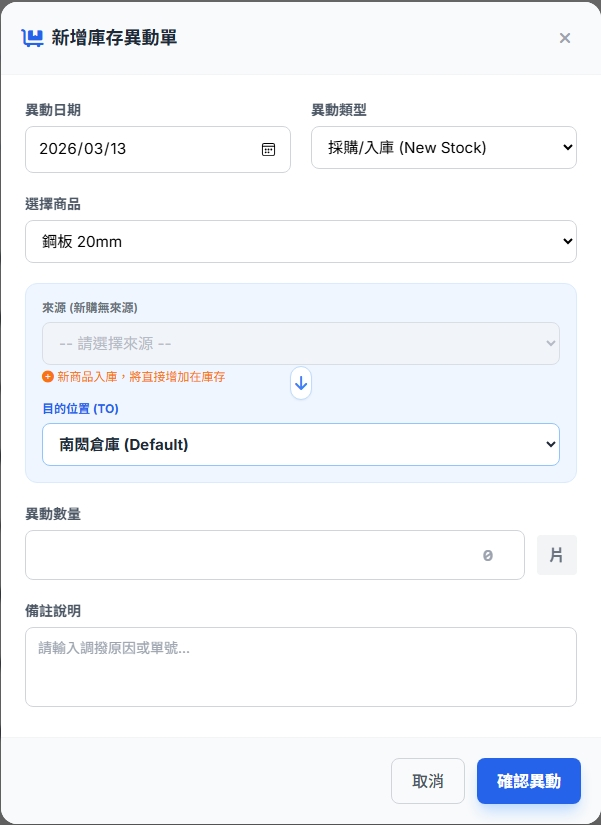 新增庫存異動單
異動日期
異動類型
2026/03/13
採購/入庫 (New Stock)
選擇商品
鋼板 20mm
來源 (新購無來源)
-- 請選擇來源 --
新商品入庫，將直接增加在庫存
目的位置 (TO)
南閎倉庫 (Default)
異動數量
0
片
備註說明
請輸入調撥原因或單號...
取消
確認異動